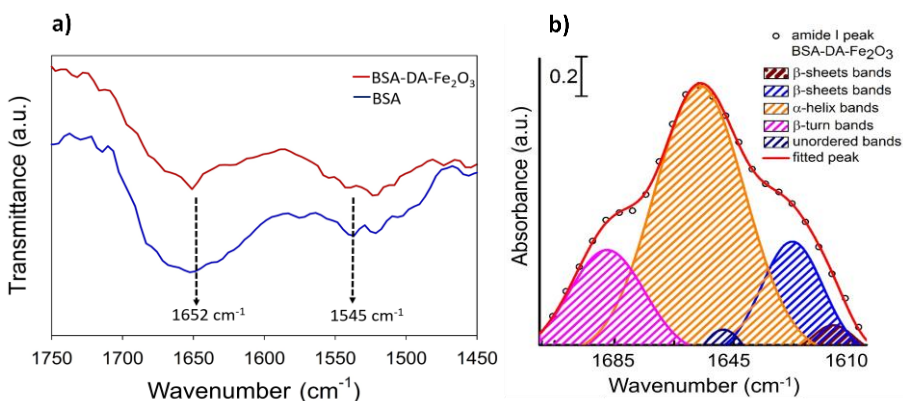 a)
BSA-DA-Fe₂O₃
BSA
Transmittance (a.u.)
1652 cm⁻¹
1545 cm⁻¹
1750 1700 1650 1600 1550 1500 1450
Wavenumber (cm⁻¹)
b)
0.2
amide I peak
BSA-DA-Fe₂O₃
β-sheets bands
β-sheets bands
α-helix bands
β-turn bands
unordered bands
fitted peak
Absorbance (a.u.)
1685 1645 1610
Wavenumber (cm⁻¹)